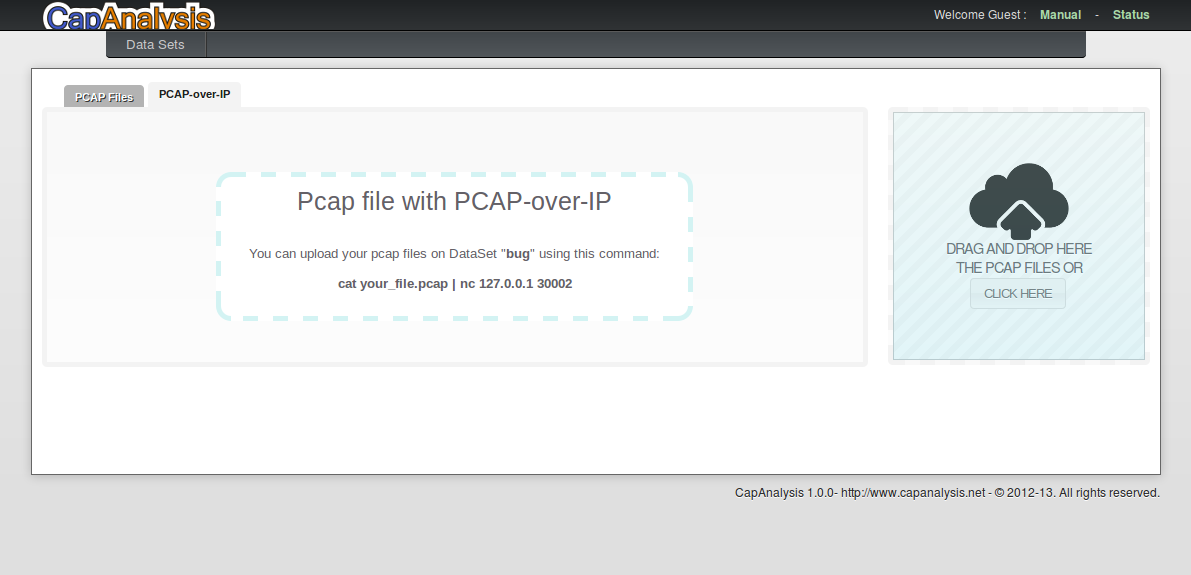 CapAnalysis
Welcome Guest : Manual - Status
Data Sets
PCAP Files
PCAP-over-IP
Pcap file with PCAP-over-IP
You can upload your pcap files on DataSet "bug" using this command:
cat your_file.pcap | nc 127.0.0.1 30002
DRAG AND DROP HERE
THE PCAP FILES OR
CLICK HERE
CapAnalysis 1.0.0- http://www.capanalysis.net - © 2012-13. All rights reserved.